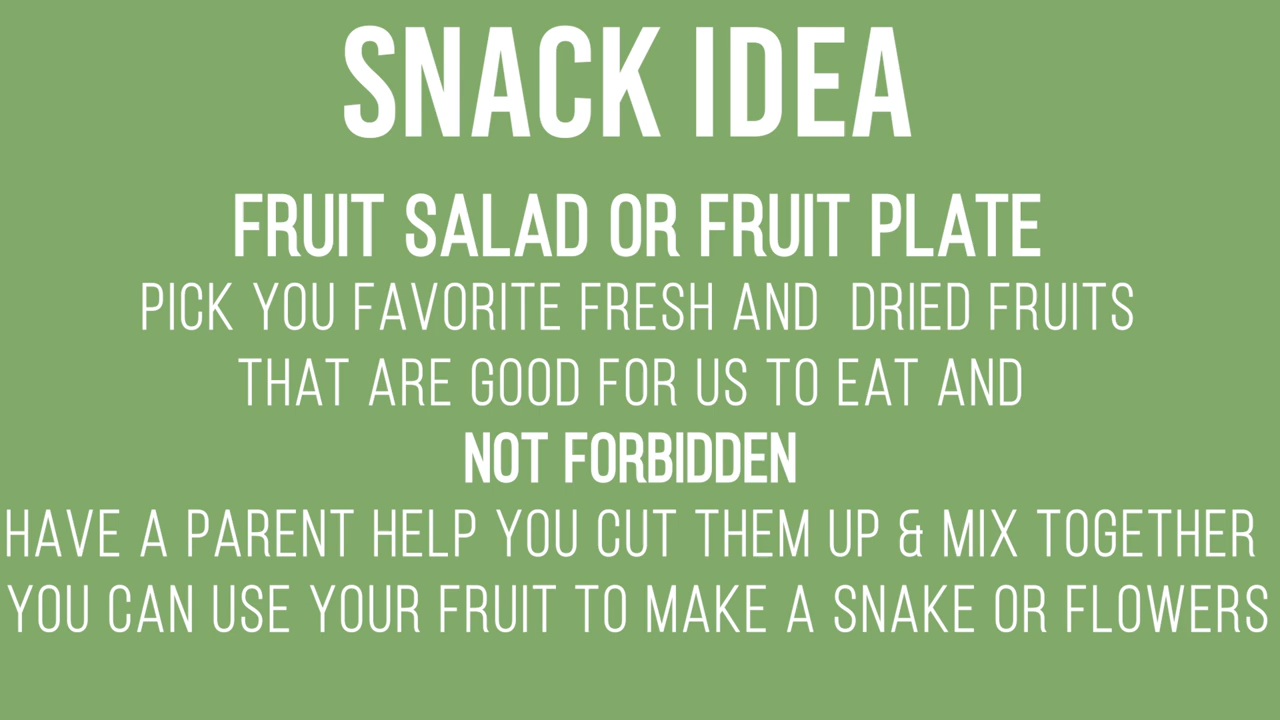 SNACK IDEA
FRUIT SALAD OR FRUIT PLATE
PICK YOU FAVORITE FRESH AND  DRIED FRUITS
THAT ARE GOOD FOR US TO EAT AND
NOT FORBIDDEN
HAVE A PARENT HELP YOU CUT THEM UP & MIX TOGETHER
YOU CAN USE YOUR FRUIT TO MAKE A SNAKE OR FLOWERS